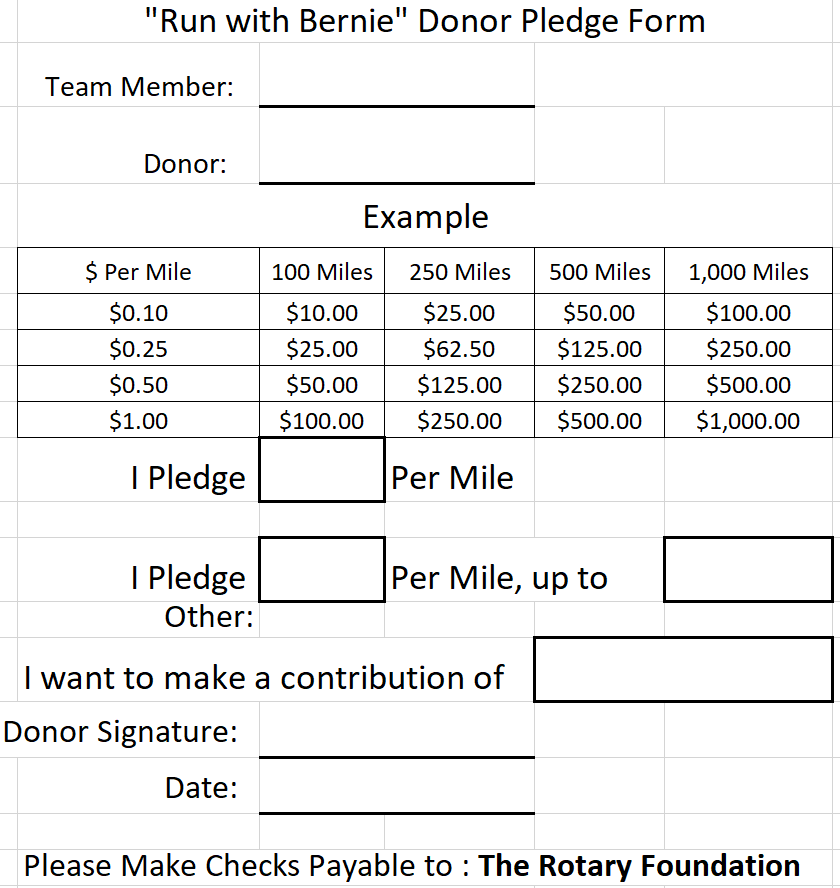 "Run with Bernie" Donor Pledge Form
Team Member:
Donor:
Example
$ Per Mile 100 Miles 250 Miles 500 Miles 1,000 Miles
$0.10 $10.00 $25.00 $50.00 $100.00
$0.25 $25.00 $62.50 $125.00 $250.00
$0.50 $50.00 $125.00 $250.00 $500.00
$1.00 $100.00 $250.00 $500.00 $1,000.00
I Pledge Per Mile
I Pledge Per Mile, up to
Other:
I want to make a contribution of
Donor Signature:
Date:
Please Make Checks Payable to : The Rotary Foundation